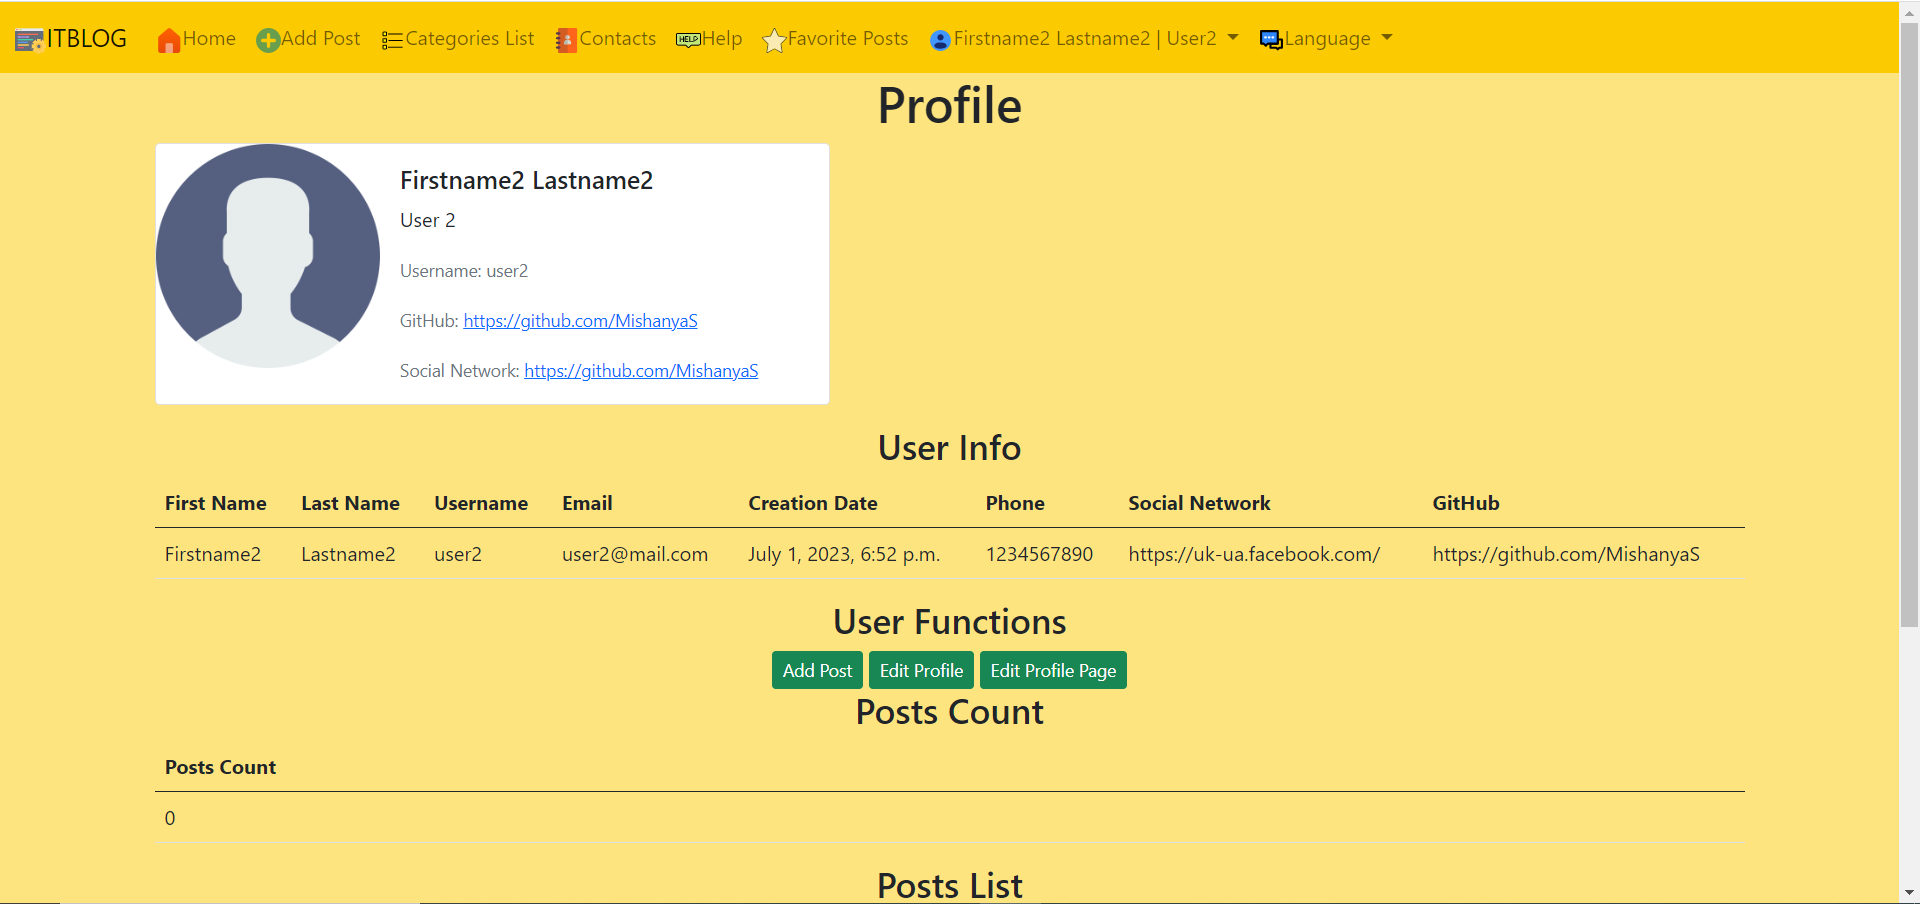 ITBLOG Home Add Post Categories List Contacts HELP Help Favorite Posts Firstname2 Lastname2 | User2 Language
Profile
Firstname2 Lastname2
User 2
Username: user2
GitHub: https://github.com/MishanyaS
Social Network: https://github.com/MishanyaS
User Info
First Name Last Name Username Email Creation Date Phone Social Network GitHub
Firstname2 Lastname2 user2 user2@mail.com July 1, 2023, 6:52 p.m. 1234567890 https://uk-ua.facebook.com/ https://github.com/MishanyaS
User Functions
Add Post Edit Profile Edit Profile Page
Posts Count
Posts Count
0
Posts List